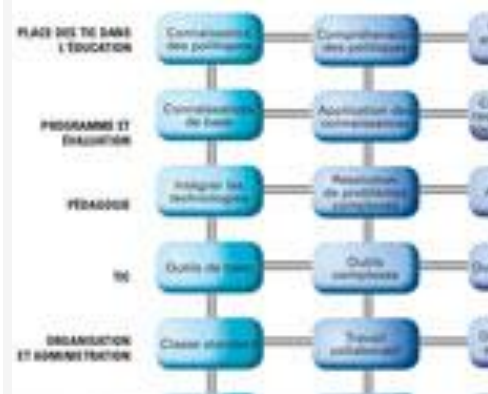 PLACE DES TIC DANS
L'ÉDUCATION
Connaissance
des politiques
Compréhension
des politiques
PROGRAMME ET
ÉVALUATION
Connaissances
de base
Application des
connaissances
PÉDAGOGIE
Intégrer les
technologies
Résolution
de problèmes
complexes
TIC
Outils de base
Outils
complexes
ORGANISATION
ET ADMINISTRATION
Classe standard
Travail
collaboratif